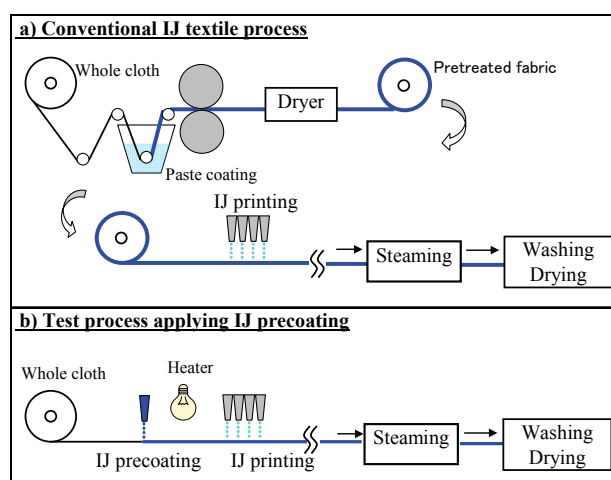 a) Conventional IJ textile process
Whole cloth
Pretreated fabric
Dryer
Paste coating
IJ printing
Steaming
Washing
Drying
b) Test process applying IJ precoating
Whole cloth
Heater
IJ precoating
IJ printing
Steaming
Washing
Drying